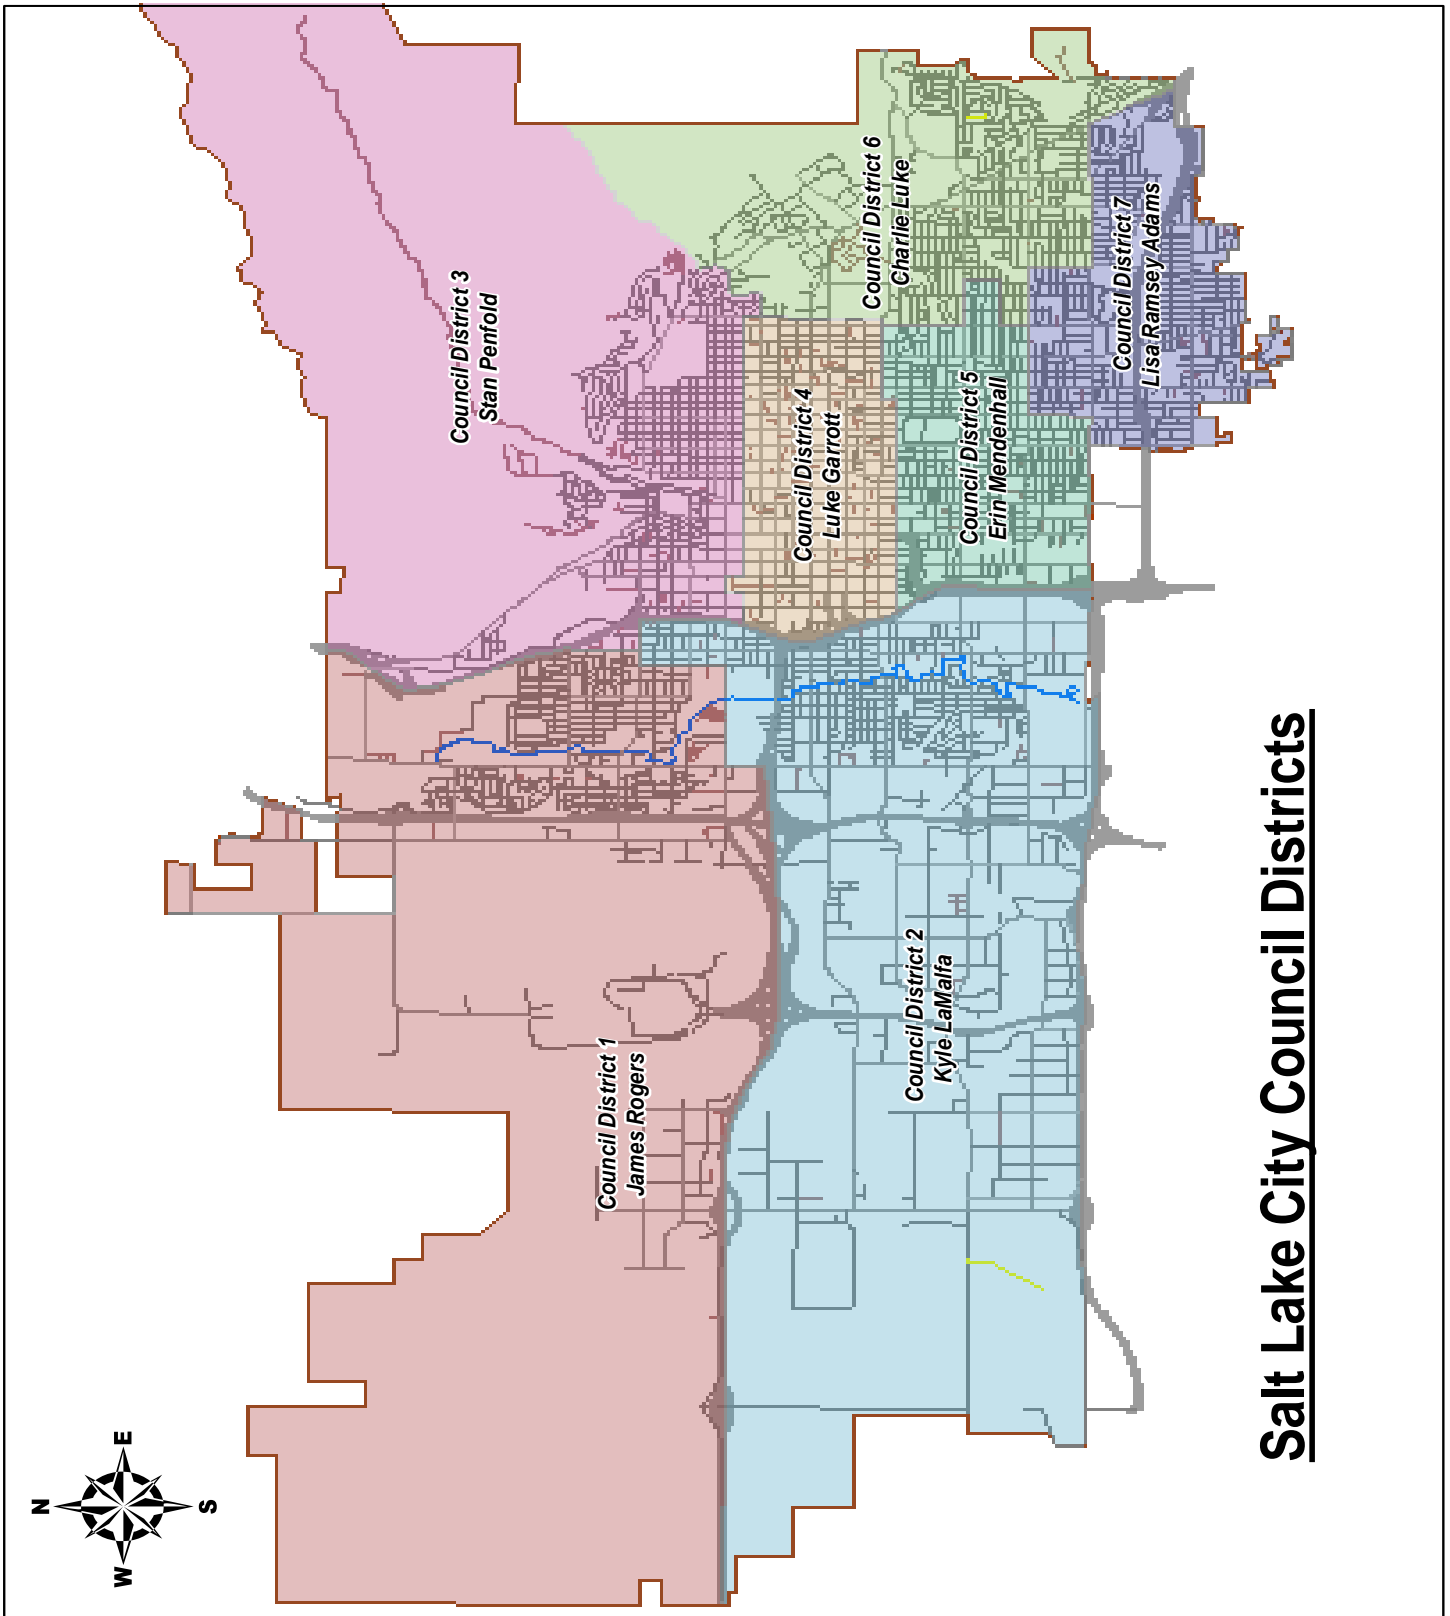 Salt Lake City Council Districts
N
W
E
S
Council District 1
James Rogers
Council District 2
Kyle LaMalfa
Council District 3
Stan Penfold
Council District 4
Luke Garrott
Council District 5
Erin Mendenhall
Council District 6
Charlie Luke
Council District 7
Lisa Ramsey Adams